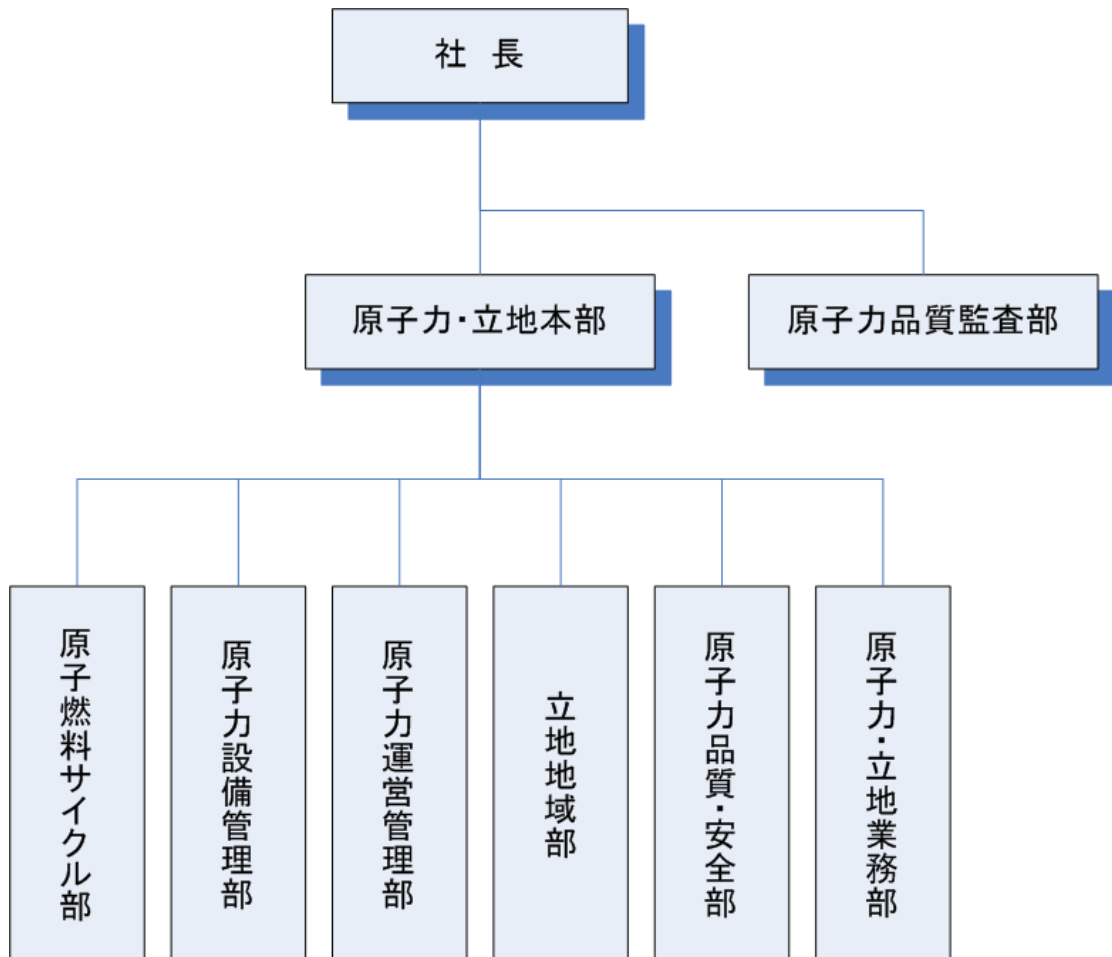 社 長
原子力・立地本部
原子力品質監査部
原子燃料サイクル部
原子力設備管理部
原子力運営管理部
立地地域部
原子力品質・安全部
原子力・立地業務部